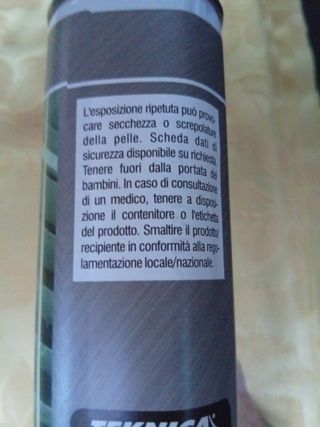 L'esposizione ripetuta può provo-
care secchezza o screpolature
della pelle. Scheda dati di
sicurezza disponibile su richiesta.
Tenere fuori dalla portata dei
bambini. In caso di consultazione
di un medico, tenere a disposi-
zione il contenitore o l'etichetta
del prodotto. Smaltire il prodotto/
recipiente in conformità alla rego-
lamentazione locale/nazionale.
TEKNICA